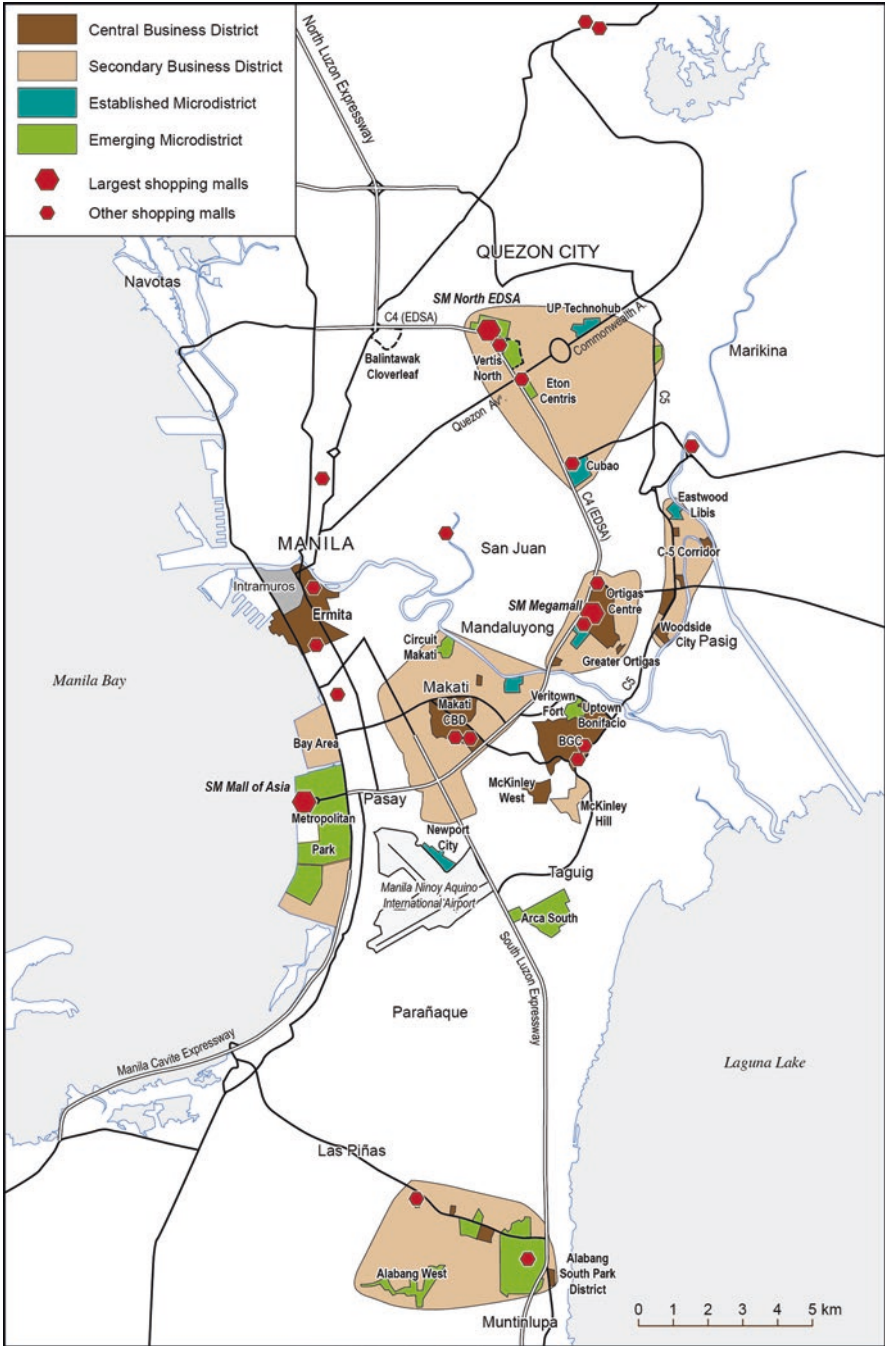 Central Business District
Secondary Business District
Established Microdistrict
Emerging Microdistrict
Largest shopping malls
Other shopping malls
North Luzon Expressway
Navotas
QUEZON CITY
SM North EDSA
UP Technohub
C4 (EDSA)
Commonwealth A.
Balintawak
Cloverleaf
Vertis
North
Marikina
Eton
Centris
C5
Quezon Av.
Cubao
C4 (EDSA)
Eastwood
Libis
MANILA
San Juan
C-5 Corridor
Intramuros
Ermita
Ortigas
Centre
SM Megamall
Mandaluyong
Woodside
City
Pasig
Circuit
Makati
Greater Ortigas
Manila Bay
Makati
Makati
CBD
Veritown
Fort
Uptown
Bonifacio
C5
BGC
Bay Area
SM Mall of Asia
McKinley
West
McKinley
Hill
Pasay
Metropolitan
Park
Newport
City
Taguig
Manila Ninoy Aquino
International Airport
Arca South
South Luzon Expressway
Parañaque
Manila Cavite Expressway
Laguna Lake
Las Piñas
Alabang West
Alabang
South Park
District
Muntinlupa
0 1 2 3 4 5 km